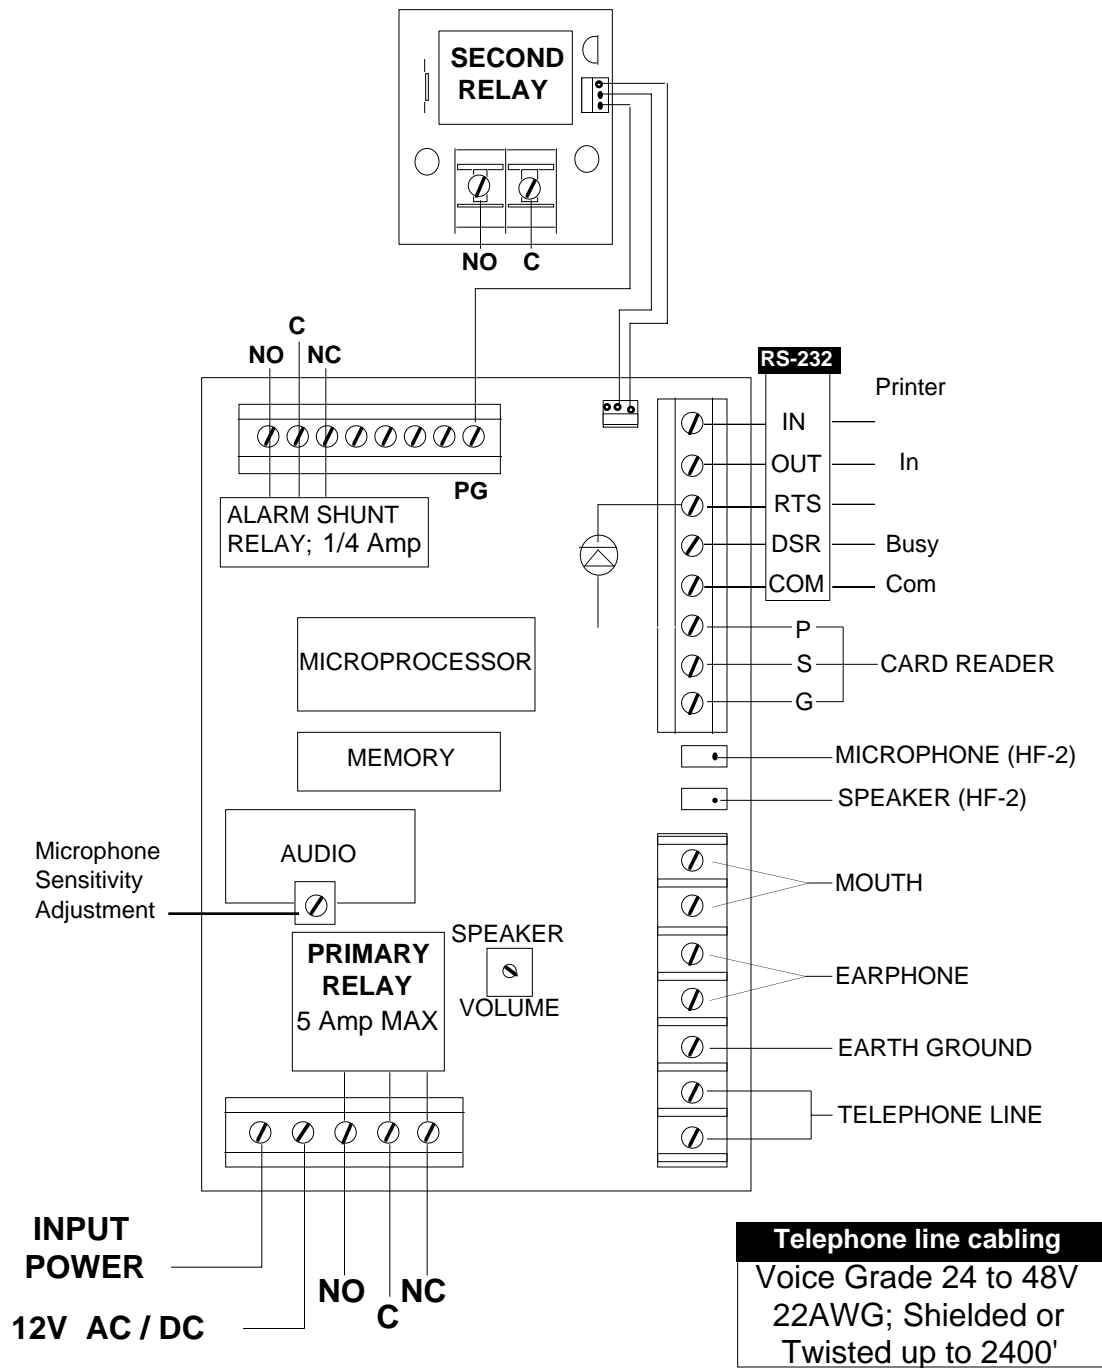 SECOND
RELAY
NO C
C
NO NC
PG
ALARM SHUNT
RELAY; 1/4 Amp
RS-232
Printer
IN
OUT In
RTS
DSR Busy
COM Com
P
S CARD READER
G
MICROPROCESSOR
MEMORY
MICROPHONE (HF-2)
SPEAKER (HF-2)
Microphone
Sensitivity
Adjustment
AUDIO
MOUTH
PRIMARY
RELAY
5 Amp MAX
SPEAKER
VOLUME
EARPHONE
EARTH GROUND
TELEPHONE LINE
INPUT
POWER
12V AC / DC
NO C NC
Telephone line cabling
Voice Grade 24 to 48V
22AWG; Shielded or
Twisted up to 2400'